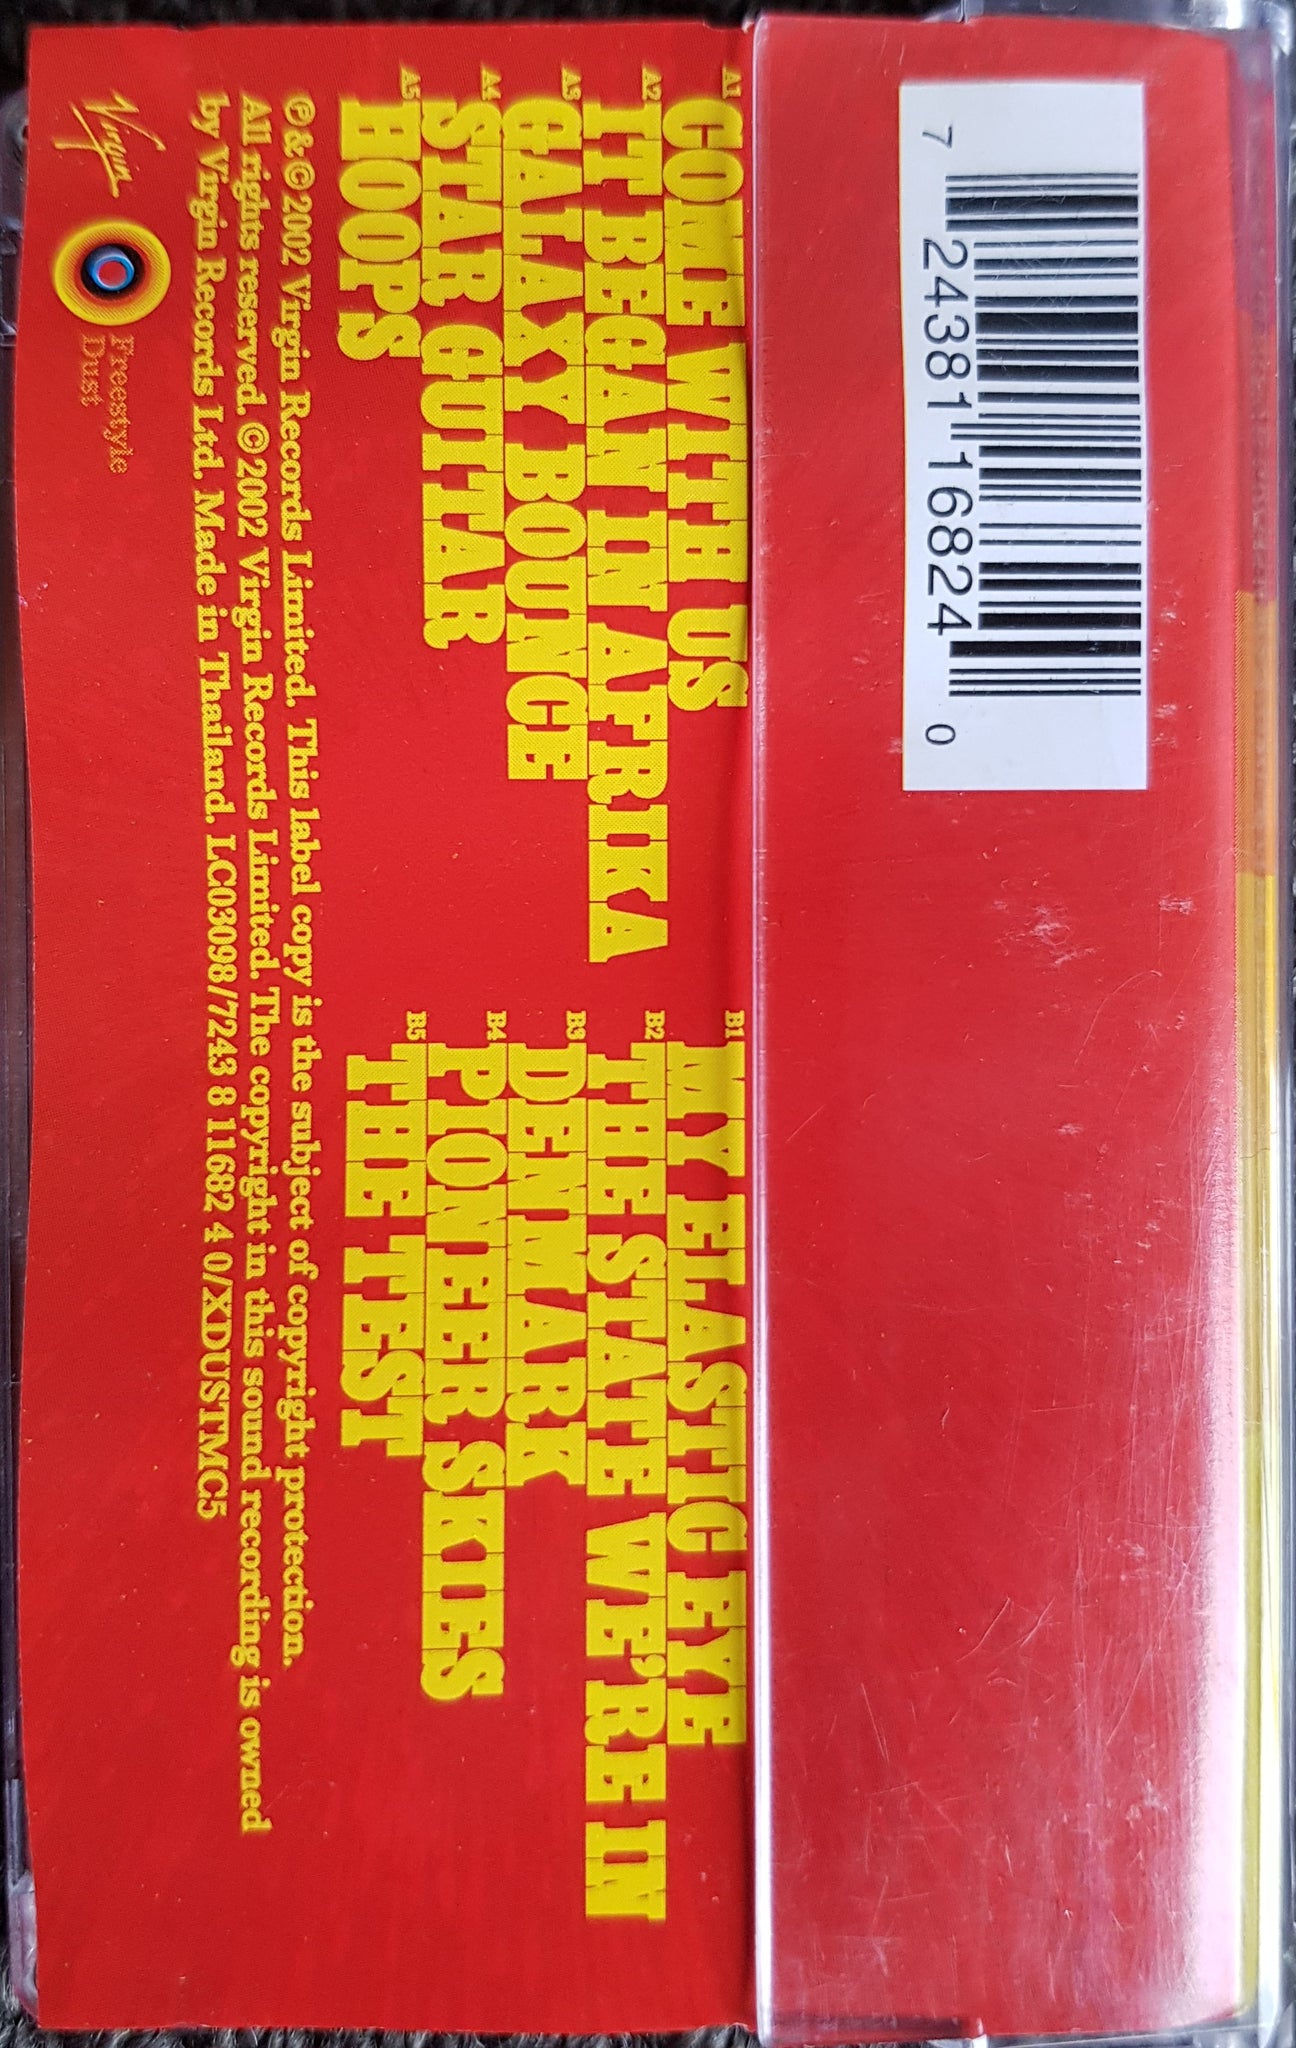 7 24381 16824 0
A1 COME WITH US
A2 IT BEGAN IN AFRIKA
A3 GALAXY BOUNCE
A4 STAR GUITAR
A5 HOOPS
B1 MY ELASTIC EYE
B2 THE STATE WE'RE IN
B3 DENMARK
B4 PIONEER SKIES
B5 THE TEST
℗ & © 2002 Virgin Records Limited. This label copy is the subject of copyright protection.
All rights reserved. © 2002 Virgin Records Limited. The copyright in this sound recording is owned
by Virgin Records Ltd. Made in Thailand. LC03098/7243 8 11682 4 0/XDUSTMC5
Virgin
Freestyle
Dust